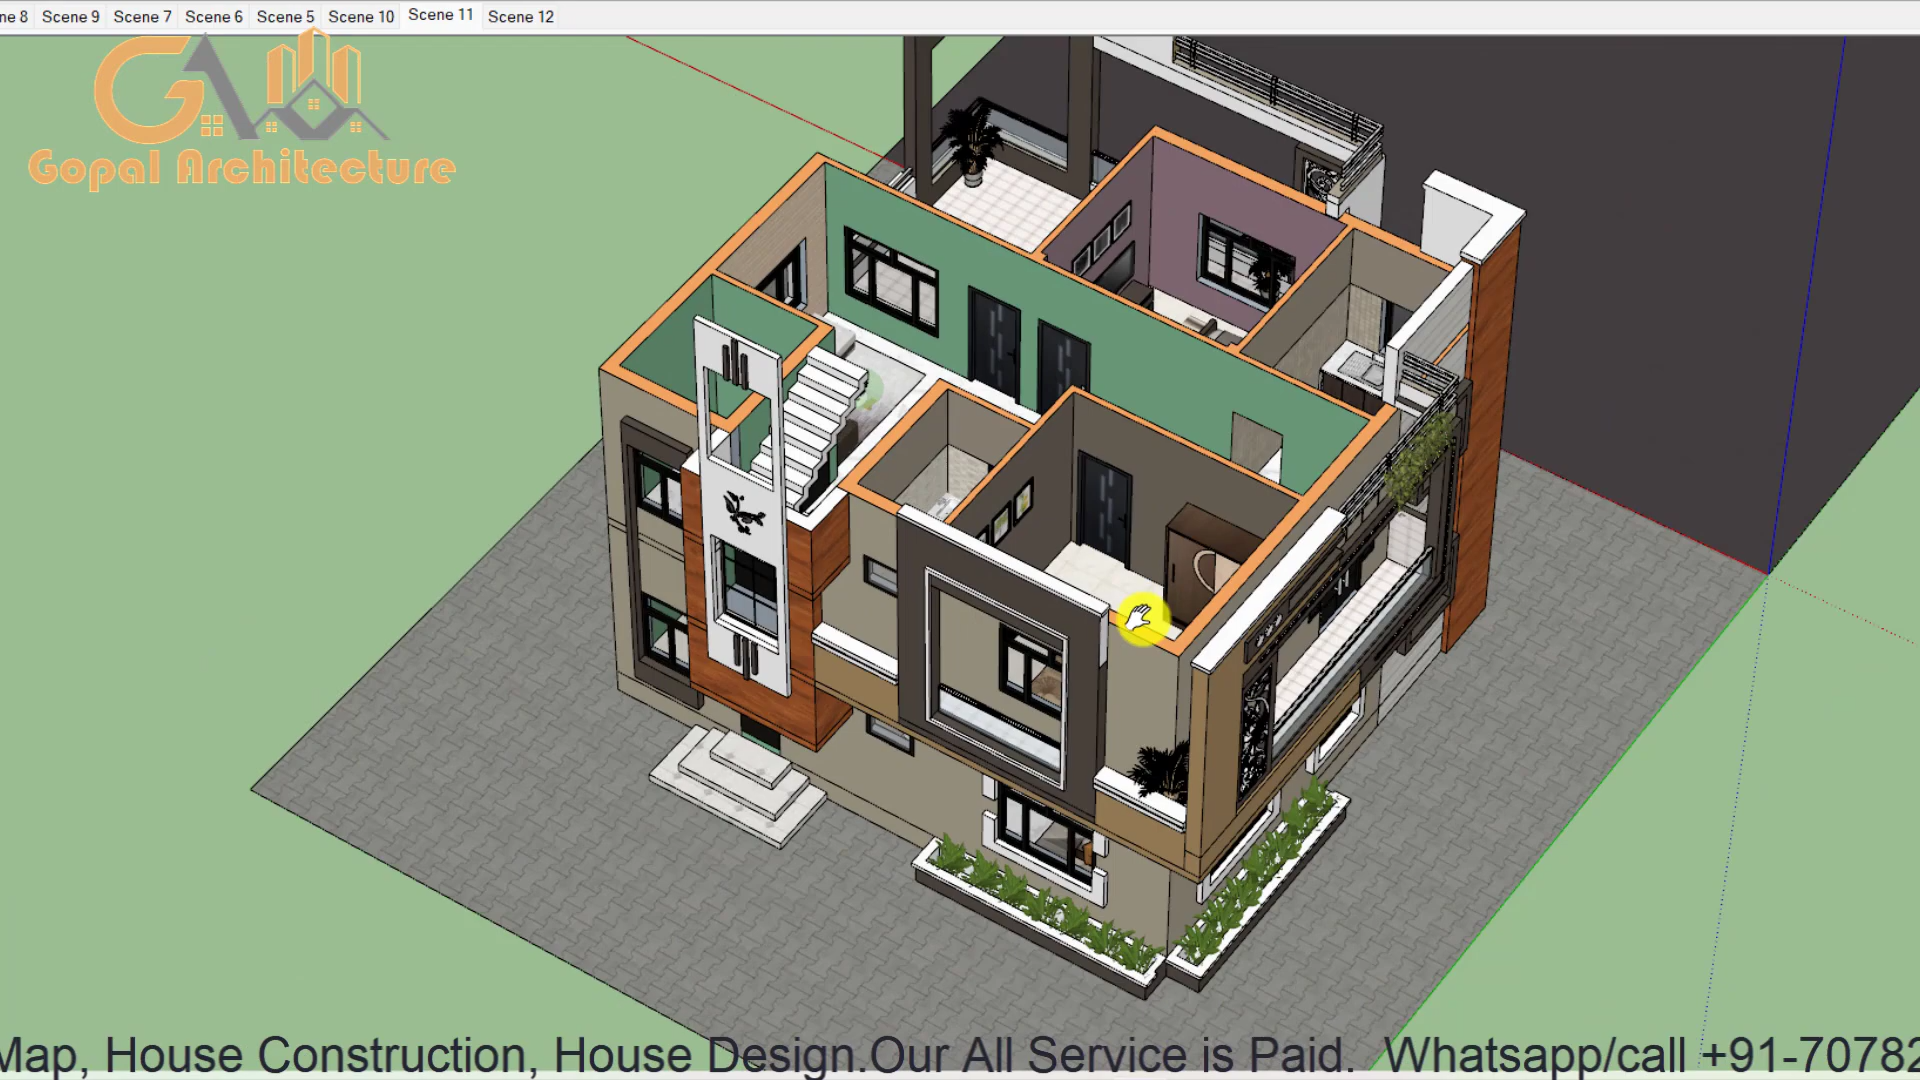 ne 8 Scene 9 Scene 7 Scene 6 Scene 5 Scene 10 Scene 11 Scene 12
Gopal Architecture
Map, House Construction, House Design.Our All Service is Paid. Whatsapp/call +91-70782